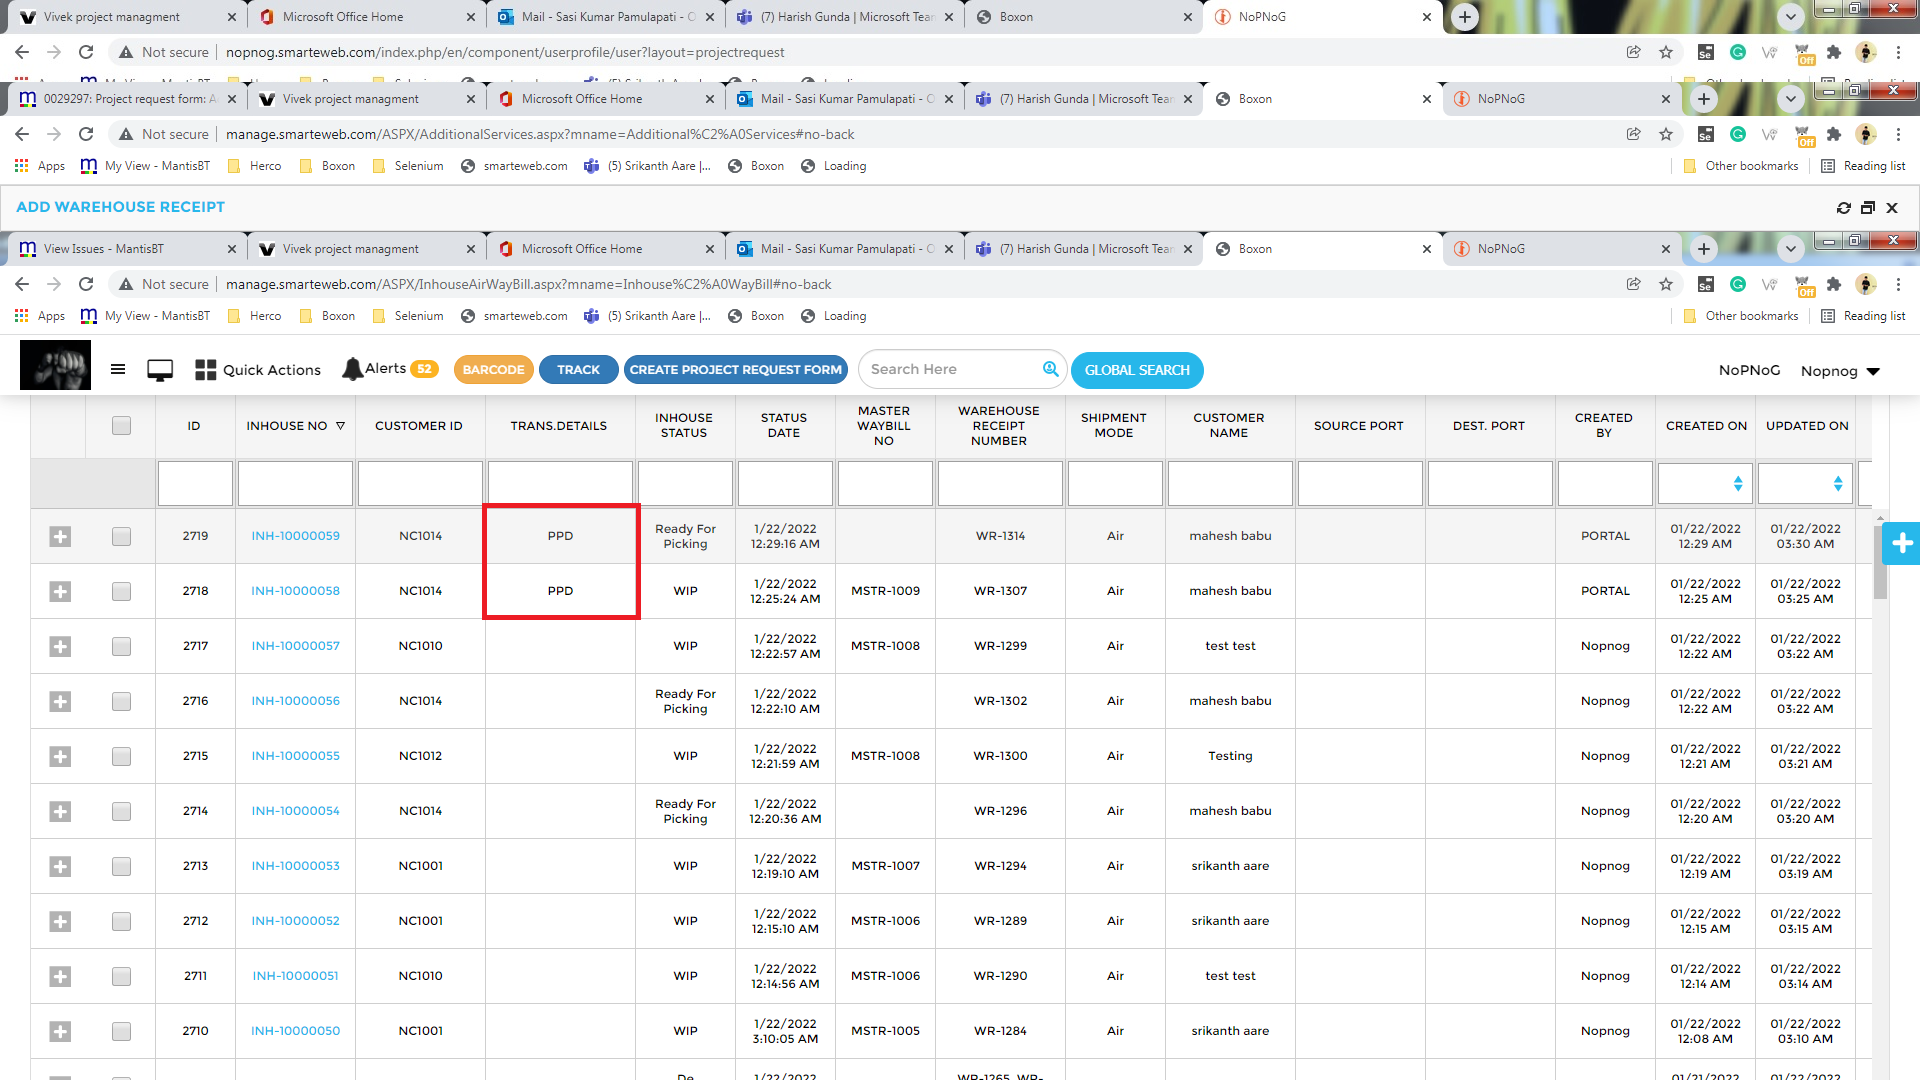 Vivek project managment
Microsoft Office Home
Mail - Sasi Kumar Pamulapati - O
(7) Harish Gunda | Microsoft Tean
Boxon
NoPNoG
Not secure | nopnog.smarteweb.com/index.php/en/component/userprofile/user?layout=projectrequest
0029297: Project request form: A
Vivek project managment
Microsoft Office Home
Mail - Sasi Kumar Pamulapati - O
(7) Harish Gunda | Microsoft Tean
Boxon
NoPNoG
Not secure | manage.smarteweb.com/ASPX/AdditionalServices.aspx?mname=Additional%C2%A0Services#no-back
Off
Apps
My View - MantisBT
Herco
Boxon
Selenium
smarteweb.com
(5) Srikanth Aare |...
Boxon
Loading
Other bookmarks
Reading list
ADD WAREHOUSE RECEIPT
View Issues - MantisBT
Vivek project managment
Microsoft Office Home
Mail - Sasi Kumar Pamulapati - O
(7) Harish Gunda | Microsoft Tean
Boxon
NoPNoG
Not secure | manage.smarteweb.com/ASPX/InhouseAirWayBill.aspx?mname=Inhouse%C2%A0WayBill#no-back
Off
Apps
My View - MantisBT
Herco
Boxon
Selenium
smarteweb.com
(5) Srikanth Aare |...
Boxon
Loading
Other bookmarks
Reading list
Quick Actions
Alerts 52
BARCODE
TRACK
CREATE PROJECT REQUEST FORM
Search Here
GLOBAL SEARCH
NoPNoG
Nopnog
ID
INHOUSE NO
CUSTOMER ID
TRANS.DETAILS
INHOUSE STATUS
STATUS DATE
MASTER WAYBILL NO
WAREHOUSE RECEIPT NUMBER
SHIPMENT MODE
CUSTOMER NAME
SOURCE PORT
DEST. PORT
CREATED BY
CREATED ON
UPDATED ON
2719 INH-10000059 NC1014 PPD Ready For Picking 1/22/2022 12:29:16 AM WR-1314 Air mahesh babu PORTAL 01/22/2022 12:29 AM 01/22/2022 03:30 AM
2718 INH-10000058 NC1014 PPD WIP 1/22/2022 12:25:24 AM MSTR-1009 WR-1307 Air mahesh babu PORTAL 01/22/2022 12:25 AM 01/22/2022 03:25 AM
2717 INH-10000057 NC1010 WIP 1/22/2022 12:22:57 AM MSTR-1008 WR-1299 Air test test Nopnog 01/22/2022 12:22 AM 01/22/2022 03:22 AM
2716 INH-10000056 NC1014 Ready For Picking 1/22/2022 12:22:10 AM WR-1302 Air mahesh babu Nopnog 01/22/2022 12:22 AM 01/22/2022 03:22 AM
2715 INH-10000055 NC1012 WIP 1/22/2022 12:21:59 AM MSTR-1008 WR-1300 Air Testing Nopnog 01/22/2022 12:21 AM 01/22/2022 03:21 AM
2714 INH-10000054 NC1014 Ready For Picking 1/22/2022 12:20:36 AM WR-1296 Air mahesh babu Nopnog 01/22/2022 12:20 AM 01/22/2022 03:20 AM
2713 INH-10000053 NC1001 WIP 1/22/2022 12:19:10 AM MSTR-1007 WR-1294 Air srikanth aare Nopnog 01/22/2022 12:19 AM 01/22/2022 03:19 AM
2712 INH-10000052 NC1001 WIP 1/22/2022 12:15:10 AM MSTR-1006 WR-1289 Air srikanth aare Nopnog 01/22/2022 12:15 AM 01/22/2022 03:15 AM
2711 INH-10000051 NC1010 WIP 1/22/2022 12:14:56 AM MSTR-1006 WR-1290 Air test test Nopnog 01/22/2022 12:14 AM 01/22/2022 03:14 AM
2710 INH-10000050 NC1001 WIP 1/22/2022 3:10:05 AM MSTR-1005 WR-1284 Air srikanth aare Nopnog 01/22/2022 12:08 AM 01/22/2022 03:10 AM